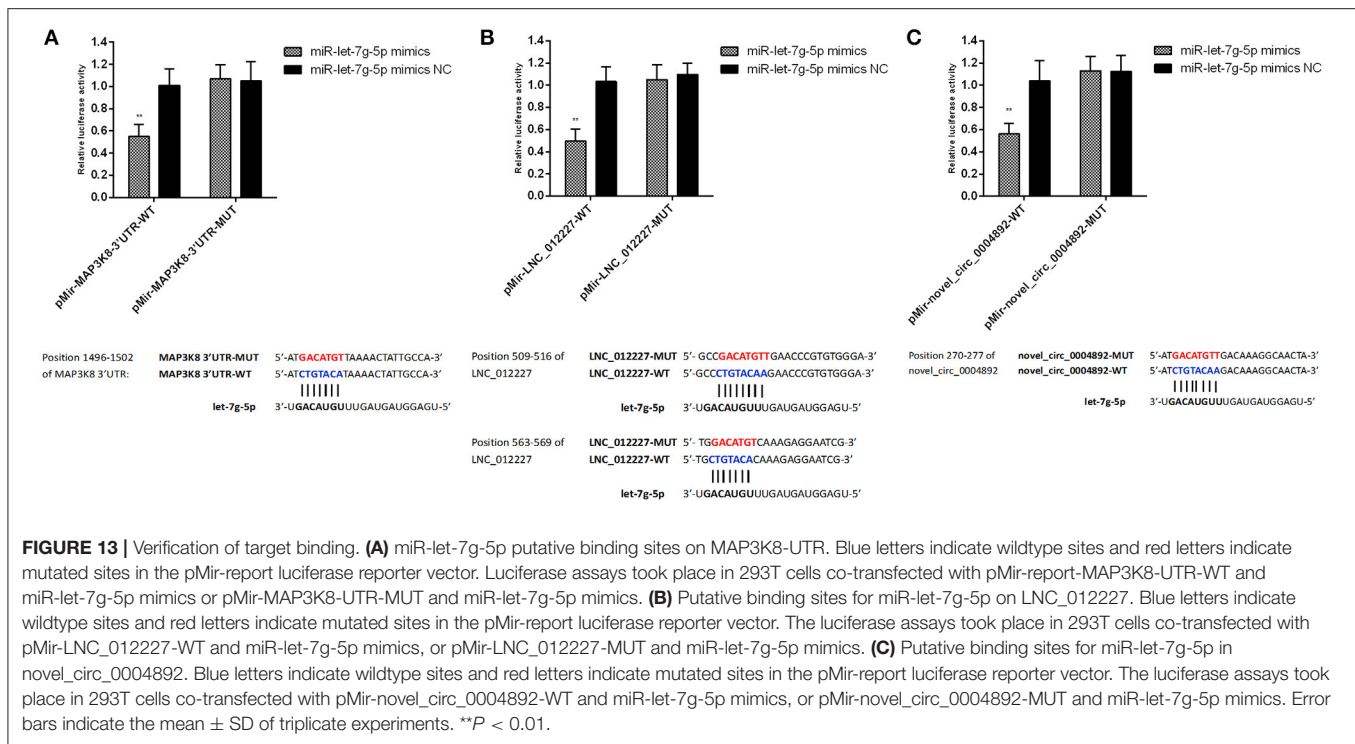 A
1.4
1.2
1.0
0.8
0.6
0.4
0.2
0.0
Relative luciferase activity
**
miR-let-7g-5p mimics
miR-let-7g-5p mimics NC
pMir-MAP3K8-3'UTR-WT
pMir-MAP3K8-3'UTR-MUT
B
1.4
1.2
1.0
0.8
0.6
0.4
0.2
0.0
Relative luciferase activity
**
miR-let-7g-5p mimics
miR-let-7g-5p mimics NC
pMir-LNC_012227-WT
pMir-LNC_012227-MUT
C
1.4
1.2
1.0
0.8
0.6
0.4
0.2
0.0
Relative luciferase activity
**
miR-let-7g-5p mimics
miR-let-7g-5p mimics NC
pMir-novel_circ_0004892-WT
pMir-novel_circ_0004892-MUT
Position 1496-1502 MAP3K8 3'UTR-MUT 5'-ATGACATGTTAAAACTATTGCCA-3'
of MAP3K8 3'UTR: MAP3K8 3'UTR-WT 5'-ATCTGTACATAAAACTATTGCCA-3'
let-7g-5p 3'-UGACAUGUUUGAUGAUGGAGU-5'
Position 509-516 of LNC_012227-MUT 5'- GCCGACATGTTGAACCCGTGTGGGA-3'
LNC_012227 LNC_012227-WT 5'-GCCCTGTACAAGAACCCGTGTGGGA-3'
let-7g-5p 3'-UGACAUGUUUGAUGAUGGAGU-5'
Position 563-569 of LNC_012227-MUT 5'- TGGACATGTCAAAGAGGAATCG-3'
LNC_012227 LNC_012227-WT 5'-TGCTGTACACAAAGAGGAATCG-3'
let-7g-5p 3'-UGACAUGUUUGAUGAUGGAGU-5'
Position 270-277 of novel_circ_0004892-MUT 5'-ATGACATGTTGACAAAGGCAACTA-3'
novel_circ_0004892 novel_circ_0004892-WT 5'-ATCTGTACAAGACAAAGGCAACTA-3'
let-7g-5p 3'-UGACAUGUUUGAUGAUGGAGU-5'
FIGURE 13 | Verification of target binding. (A) miR-let-7g-5p putative binding sites on MAP3K8-UTR. Blue letters indicate wildtype sites and red letters indicate
mutated sites in the pMir-report luciferase reporter vector. Luciferase assays took place in 293T cells co-transfected with pMir-report-MAP3K8-UTR-WT and
miR-let-7g-5p mimics or pMir-MAP3K8-UTR-MUT and miR-let-7g-5p mimics. (B) Putative binding sites for miR-let-7g-5p on LNC_012227. Blue letters indicate
wildtype sites and red letters indicate mutated sites in the pMir-report luciferase reporter vector. The luciferase assays took place in 293T cells co-transfected with
pMir-LNC_012227-WT and miR-let-7g-5p mimics, or pMir-LNC_012227-MUT and miR-let-7g-5p mimics. (C) Putative binding sites for miR-let-7g-5p in
novel_circ_0004892. Blue letters indicate wildtype sites and red letters indicate mutated sites in the pMir-report luciferase reporter vector. The luciferase assays took
place in 293T cells co-transfected with pMir-novel_circ_0004892-WT and miR-let-7g-5p mimics, or pMir-novel_circ_0004892-MUT and miR-let-7g-5p mimics. Error
bars indicate the mean ± SD of triplicate experiments. **P < 0.01.